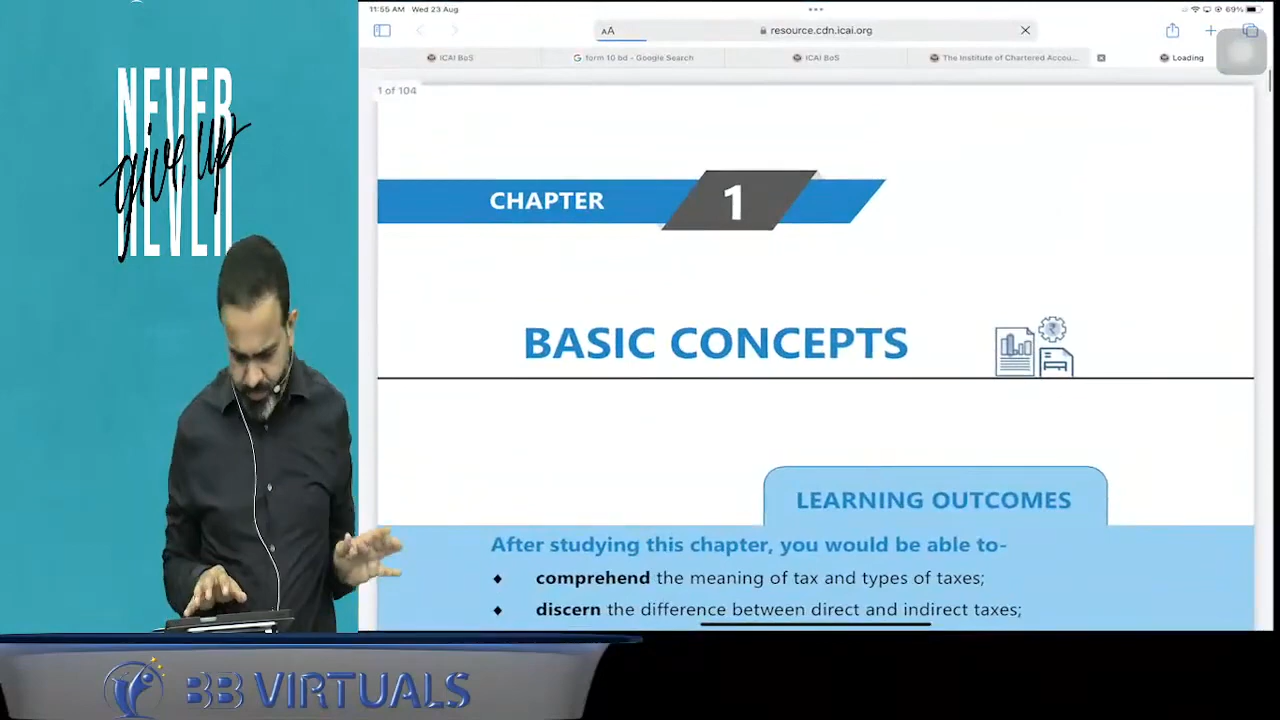 11:55 AM Wed 23 Aug
69%
AA
resource.cdn.icai.org
ICAI BoS
form 10 bd - Google Search
ICAI BoS
The Institute of Chartered Accou...
Loading
1 of 104
NEVER
give up
NEVER
CHAPTER 1
BASIC CONCEPTS
LEARNING OUTCOMES
After studying this chapter, you would be able to-
♦ comprehend the meaning of tax and types of taxes;
♦ discern the difference between direct and indirect taxes;
BB VIRTUALS